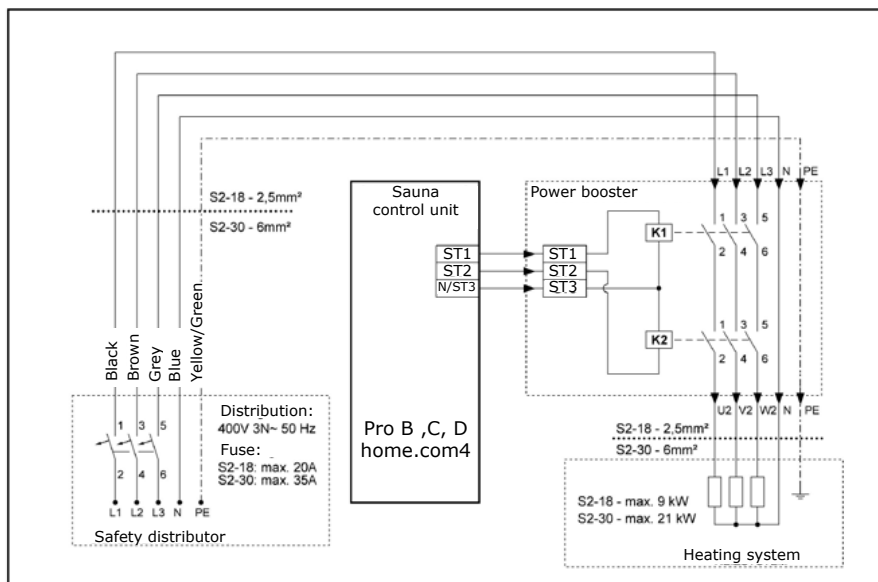 L1 L2 L3 N PE
S2-18 - 2,5mm²
S2-30 - 6mm²
Black
Brown
Grey
Blue
Yellow/Green
Distribution:
400V 3N~ 50 Hz
Fuse:
S2-18: max. 20A
S2-30: max. 35A
1 3 5
2 4 6
L1 L2 L3 N PE
Safety distributor
Sauna
control unit
ST1
ST2
N/ST3
Pro B ,C, D
home.com4
Power booster
ST1
ST2
ST3
K1
1 3 5
2 4 6
K2
1 3 5
2 4 6
U2 V2 W2 N PE
S2-18 - 2,5mm²
S2-30 - 6mm²
S2-18 - max. 9 kW
S2-30 - max. 21 kW
Heating system